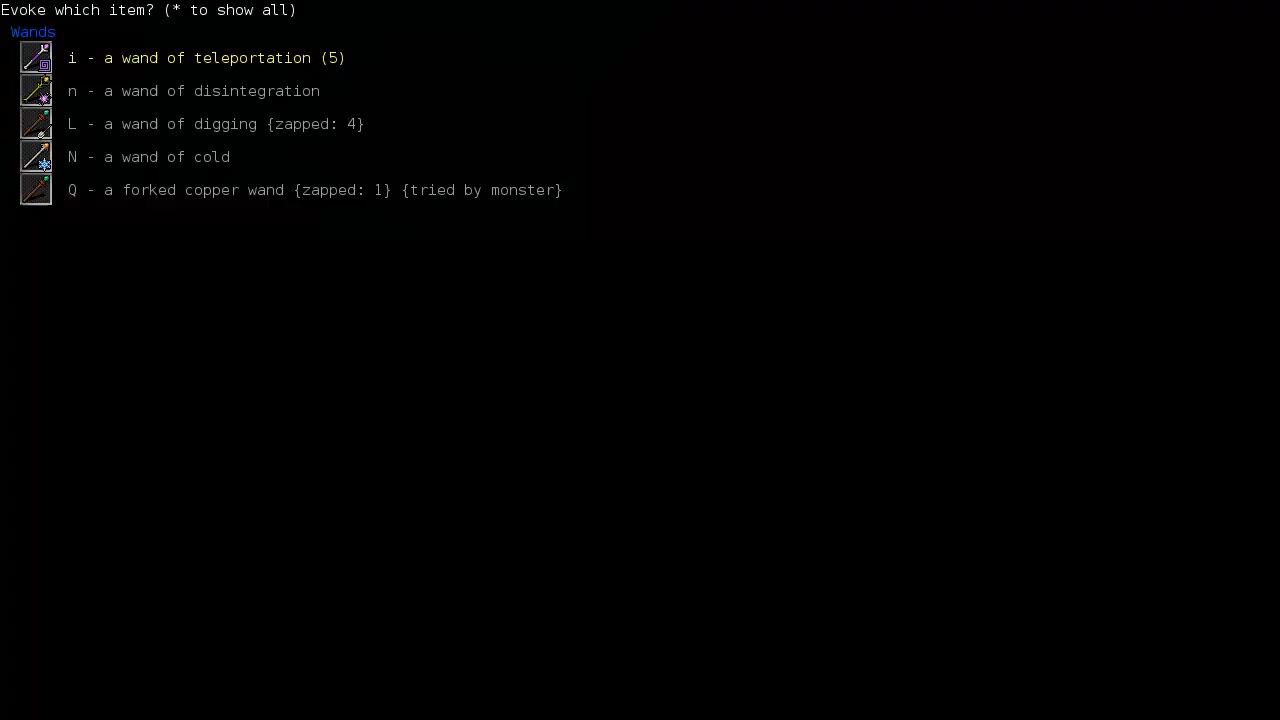 Evoke which item? (* to show all)
Wands
i - a wand of teleportation (5)
n - a wand of disintegration
L - a wand of digging {zapped: 4}
N - a wand of cold
Q - a forked copper wand {zapped: 1} {tried by monster}